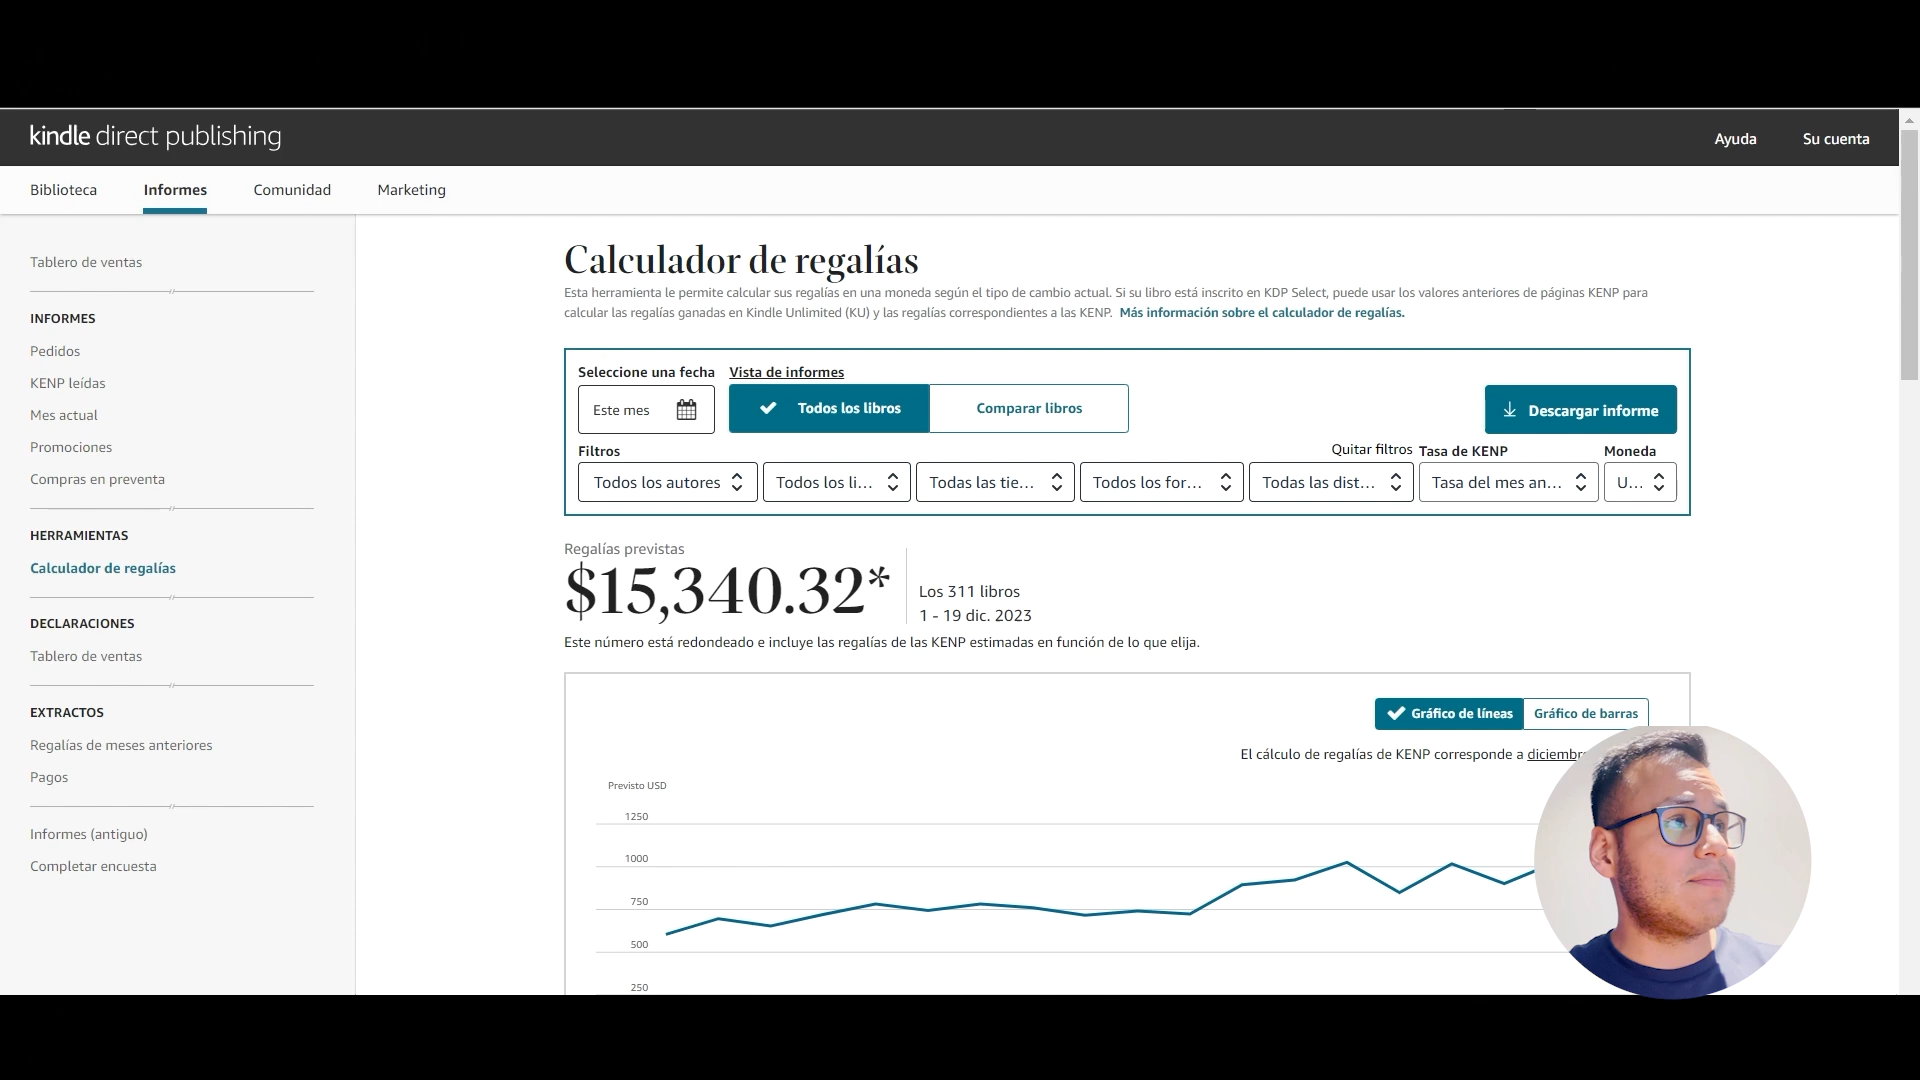 kindle direct publishing
Ayuda
Su cuenta
Biblioteca
Informes
Comunidad
Marketing
Tablero de ventas
INFORMES
Pedidos
KENP leídas
Mes actual
Promociones
Compras en preventa
HERRAMIENTAS
Calculador de regalías
DECLARACIONES
Tablero de ventas
EXTRACTOS
Regalías de meses anteriores
Pagos
Informes (antiguo)
Completar encuesta
Calculador de regalías
Esta herramienta le permite calcular sus regalías en una moneda según el tipo de cambio actual. Si su libro está inscrito en KDP Select, puede usar los valores anteriores de páginas KENP para
calcular las regalías ganadas en Kindle Unlimited (KU) y las regalías correspondientes a las KENP. Más información sobre el calculador de regalías.
Seleccione una fecha
Vista de informes
Este mes
Todos los libros
Comparar libros
Descargar informe
Filtros
Quitar filtros
Tasa de KENP
Moneda
Todos los autores
Todos los li...
Todas las tie...
Todos los for...
Todas las dist...
Tasa del mes an...
U...
Regalías previstas
$15,340.32*
Los 311 libros
1 - 19 dic. 2023
Este número está redondeado e incluye las regalías de las KENP estimadas en función de lo que elija.
Gráfico de líneas
Gráfico de barras
El cálculo de regalías de KENP corresponde a
Previsto USD
1250
1000
750
500
250